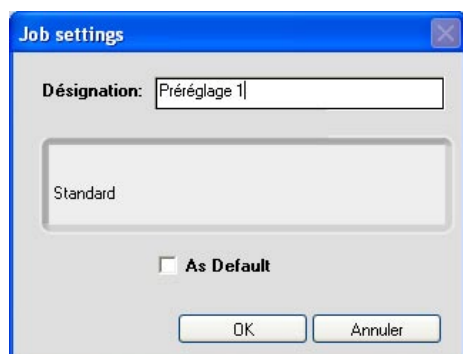 Job settings
Désignation: Préréglage 1
Standard
As Default
OK Annuler